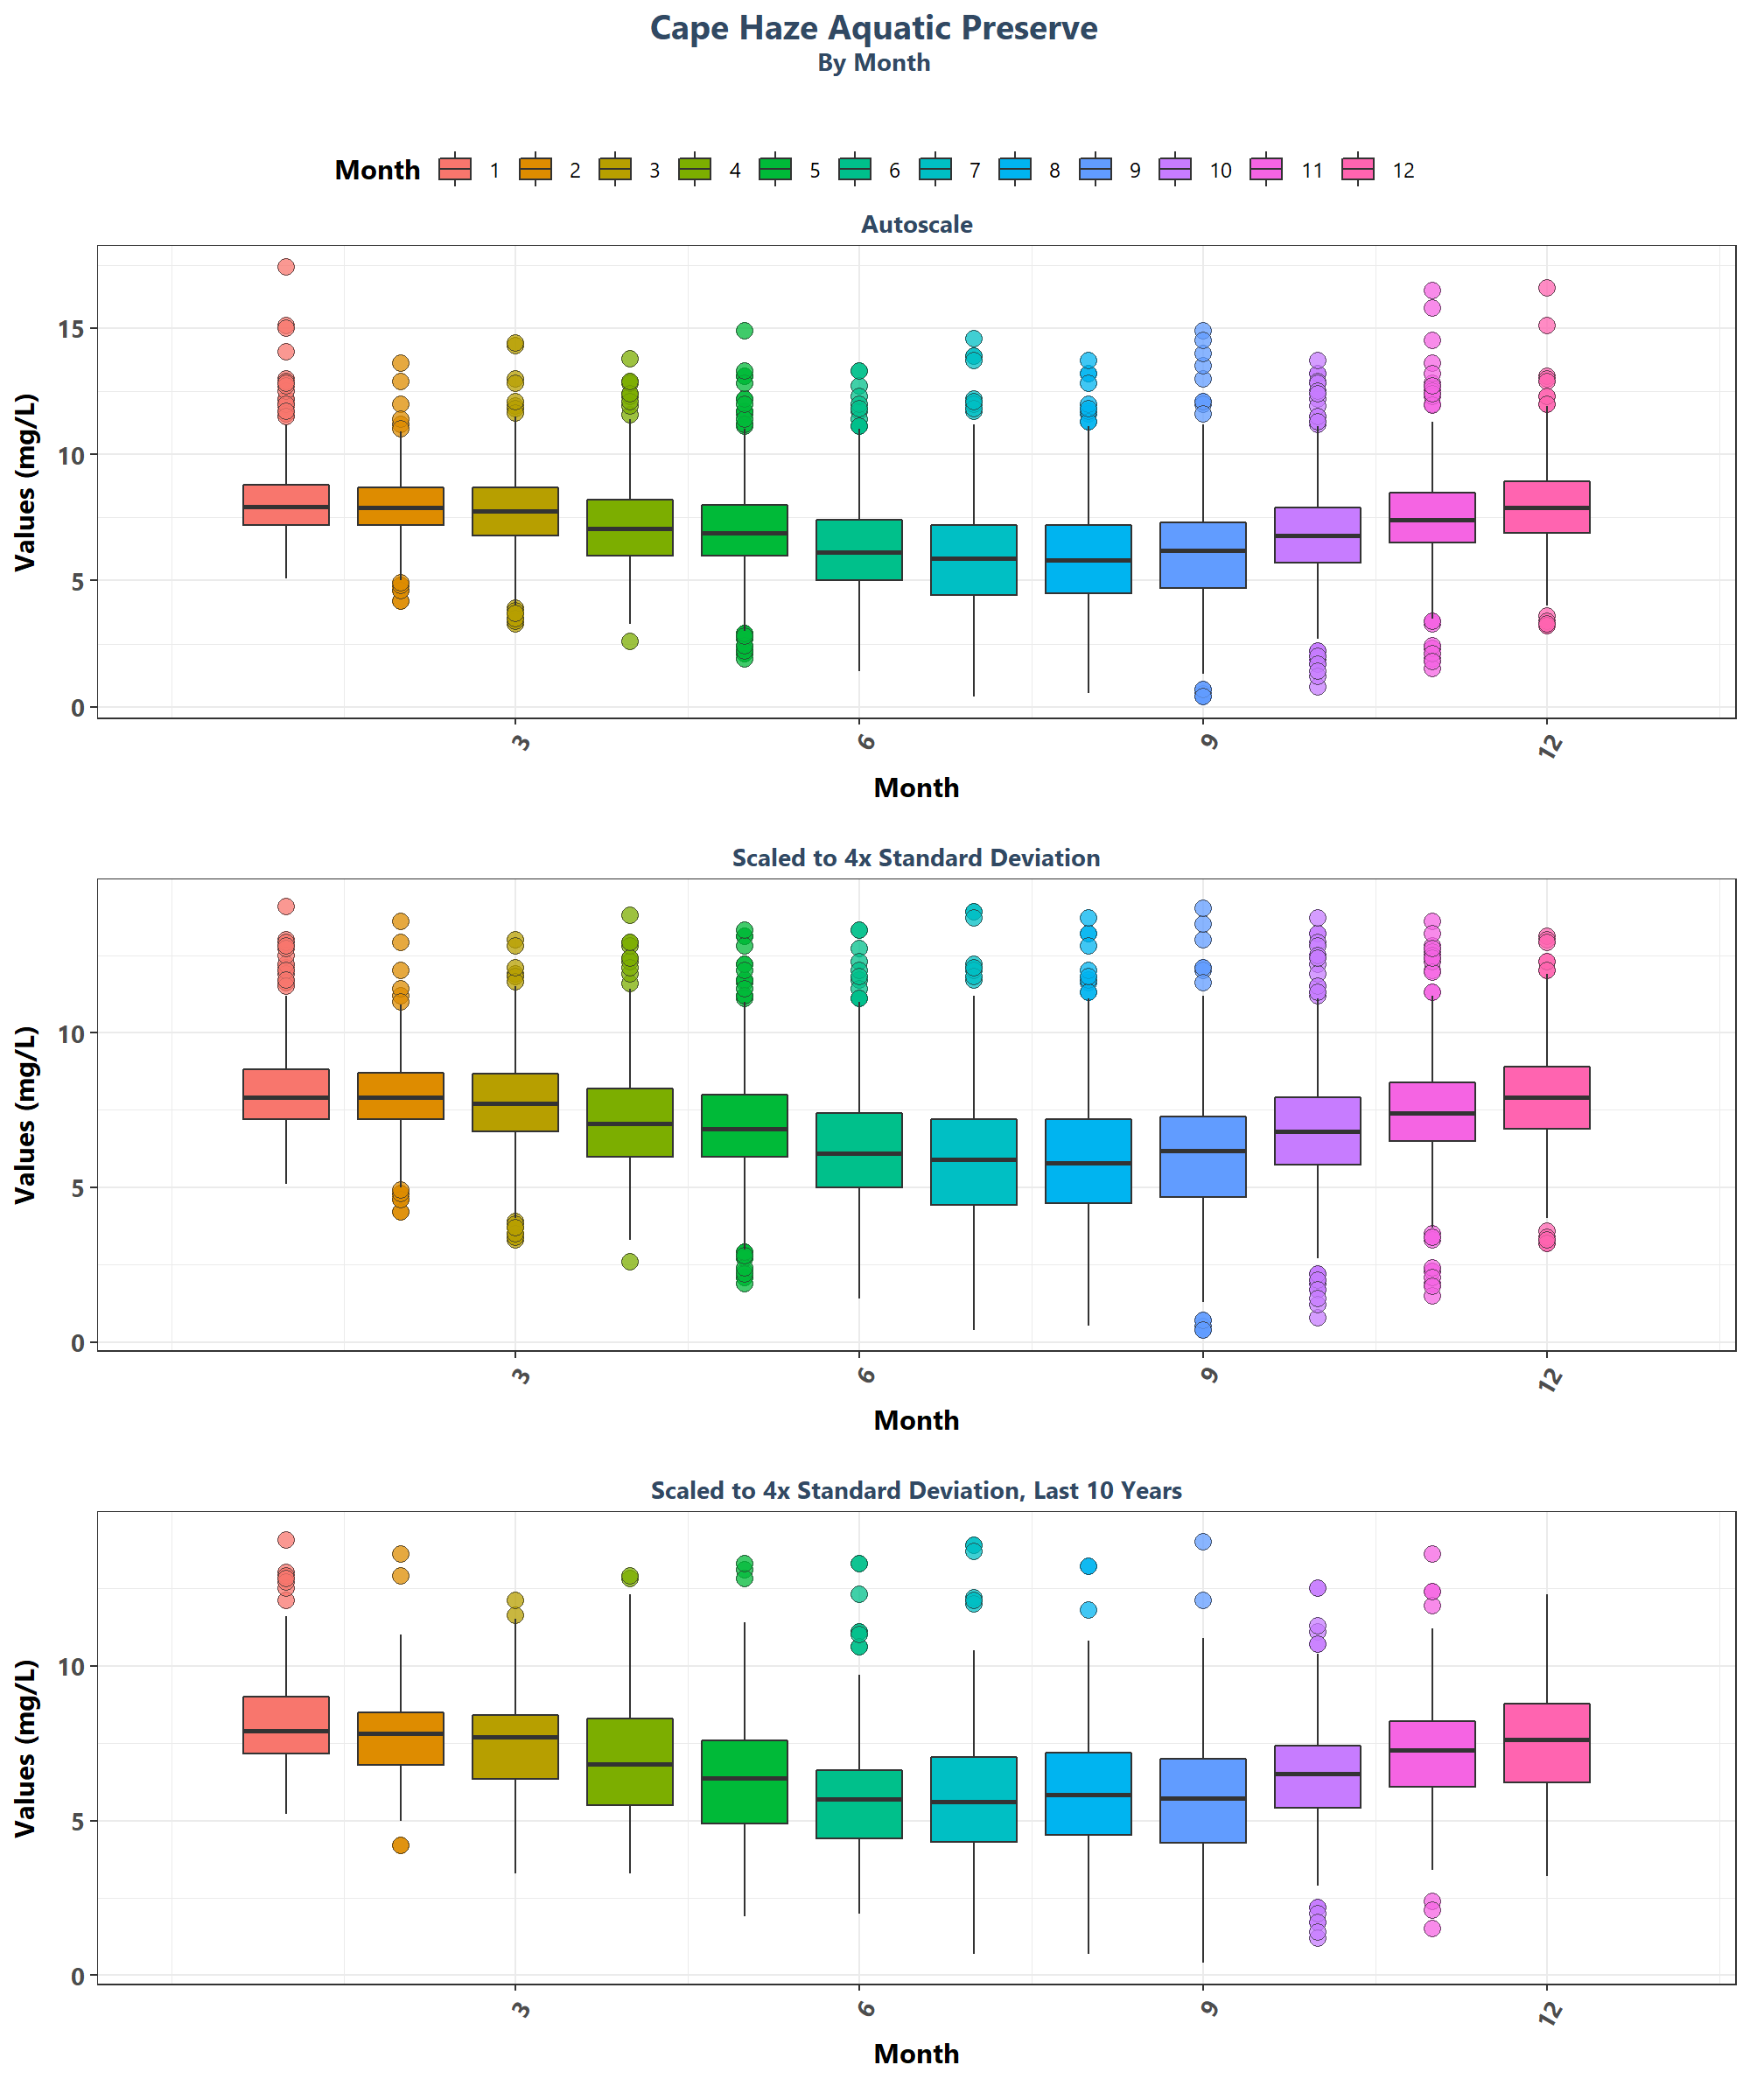 Cape Haze Aquatic Preserve
By Month
Month 1 2 3 4 5 6 7 8 9 10 11 12
Autoscale
Values (mg/L)
15
10
5
0
3 6 9 12
Month
Scaled to 4x Standard Deviation
Values (mg/L)
10
5
0
3 6 9 12
Month
Scaled to 4x Standard Deviation, Last 10 Years
Values (mg/L)
10
5
0
3 6 9 12
Month